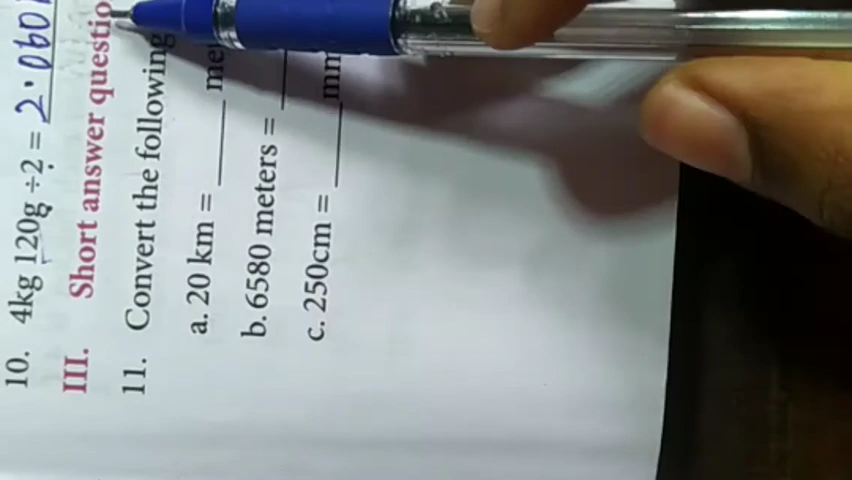 10. 4kg 120g ÷ 2 = 2.060
III. Short answer questio
11. Convert the following
a. 20 km = ______ me
b. 6580 meters = ___
c. 250cm = ______ mm